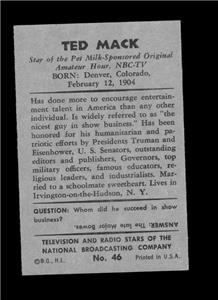 TED MACK
Star of the Pet Milk-Sponsored Original
Amateur Hour, NBC-TV
BORN: Denver, Colorado,
February 12, 1904
Has done more to encourage entertain-
ment talent in America than any other
individual. Is widely referred to as "the
nicest guy in show business." Has been
honored for his humanitarian and pa-
triotic efforts by Presidents Truman and
Eisenhower, U. S. Senators, outstanding
editors and publishers, Governors, top
military officers, famous educators, re-
ligious leaders, and industrialists. Mar-
ried to a schoolmate sweetheart. Lives in
Irvington-on-the-Hudson, N. Y.
QUESTION: Whom did he succeed in show
business?
ANSWER: The late Major Bowes.
TELEVISION AND RADIO STARS OF THE
NATIONAL BROADCASTING COMPANY
©B.G., H.L. No. 46 Printed in U.S.A.